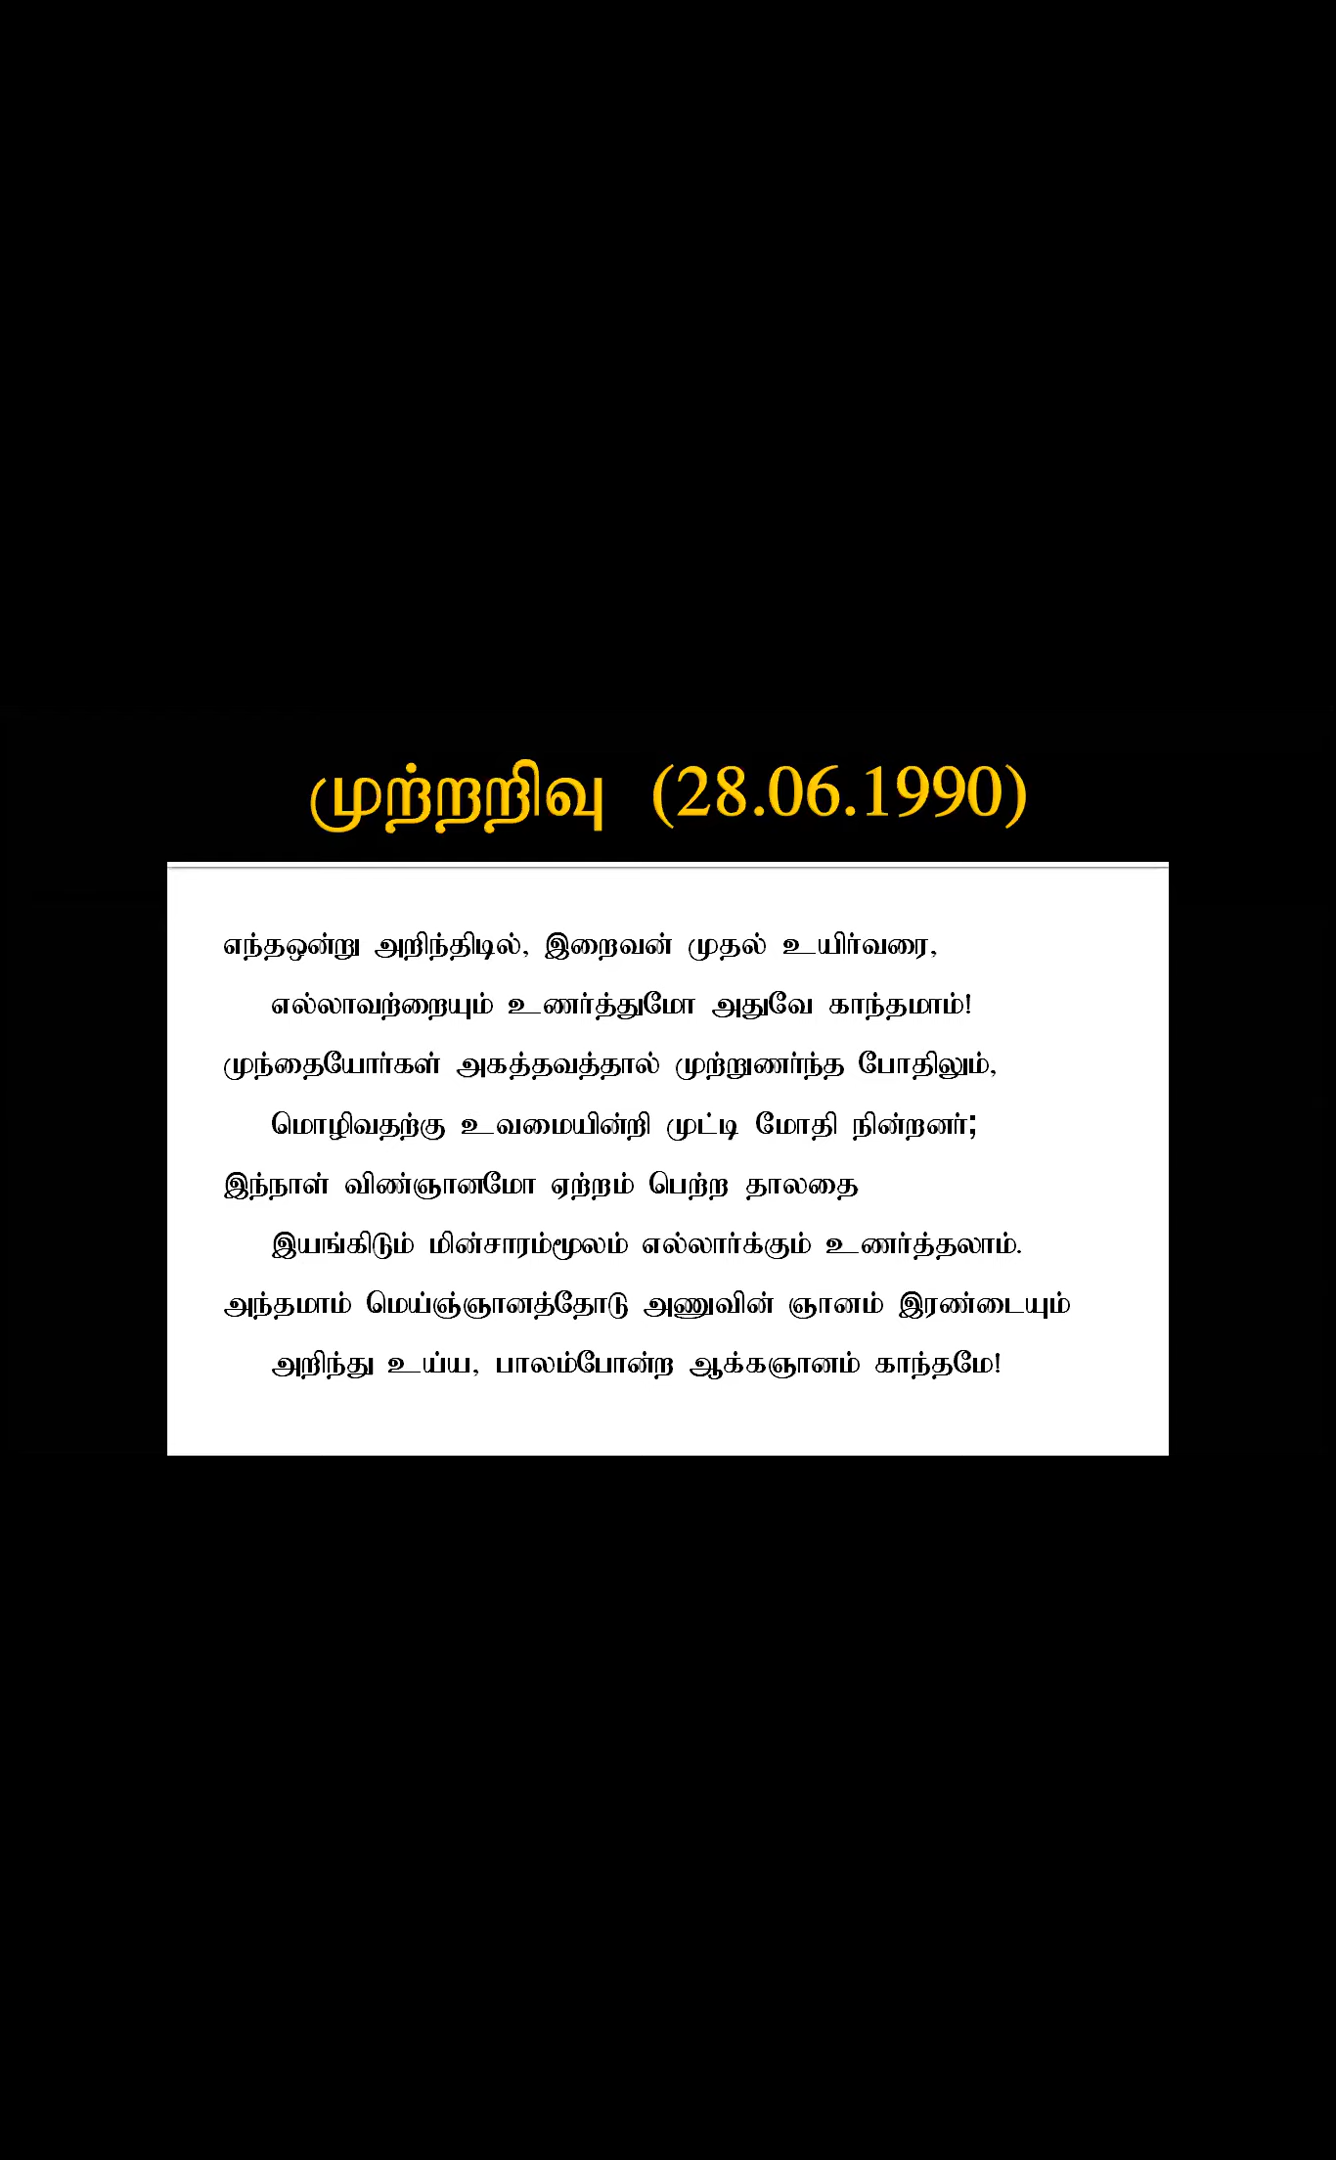 முற்றறிவு (28.06.1990)
எந்தஒன்று அறிந்திடில், இறைவன் முதல் உயிர்வரை,
எல்லாவற்றையும் உணர்த்துமோ அதுவே காந்தமாம்!
முந்தையோர்கள் அகத்தவத்தால் முற்றுணர்ந்த போதிலும்,
மொழிவதற்கு உவமையின்றி முட்டி மோதி நின்றனர்;
இந்நாள் விண்ஞானமோ ஏற்றம் பெற்ற தாலதை
இயங்கிடும் மின்சாரம்மூலம் எல்லார்க்கும் உணர்த்தலாம்.
அந்தமாம் மெய்ஞ்ஞானத்தோடு அணுவின் ஞானம் இரண்டையும்
அறிந்து உய்ய, பாலம்போன்ற ஆக்கஞானம் காந்தமே!